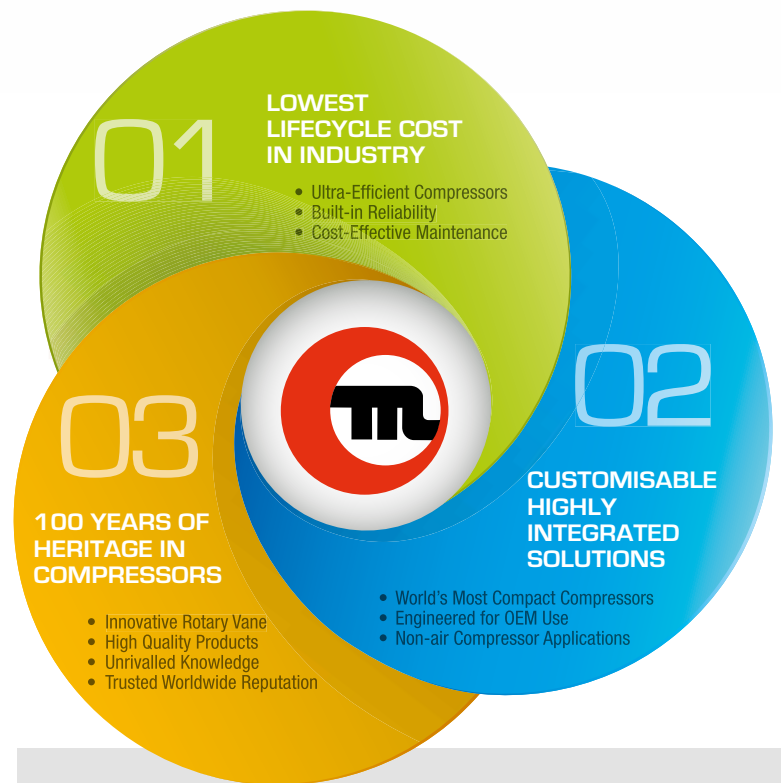 01
LOWEST
LIFECYCLE COST
IN INDUSTRY
• Ultra-Efficient Compressors
• Built-in Reliability
• Cost-Effective Maintenance
02
CUSTOMISABLE
HIGHLY
INTEGRATED
SOLUTIONS
• World's Most Compact Compressors
• Engineered for OEM Use
• Non-air Compressor Applications
03
100 YEARS OF
HERITAGE IN
COMPRESSORS
• Innovative Rotary Vane
• High Quality Products
• Unrivalled Knowledge
• Trusted Worldwide Reputation
m